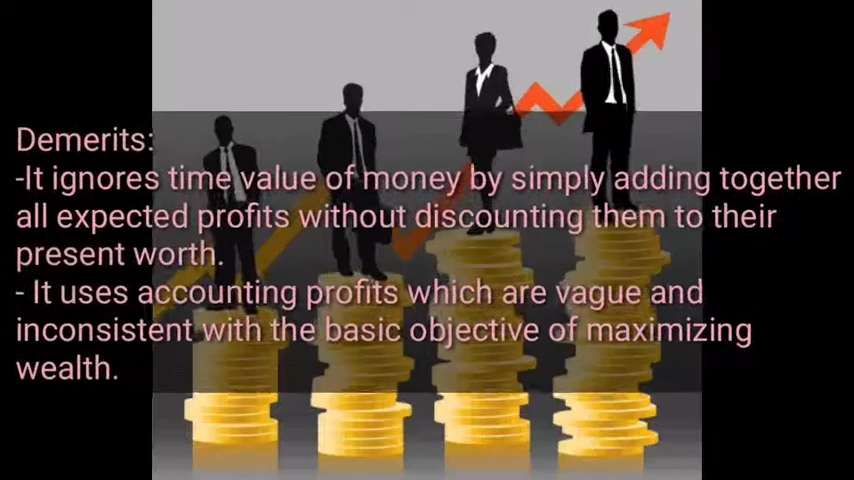 Demerits:
-It ignores time value of money by simply adding together
all expected profits without discounting them to their
present worth.
- It uses accounting profits which are vague and
inconsistent with the basic objective of maximizing
wealth.